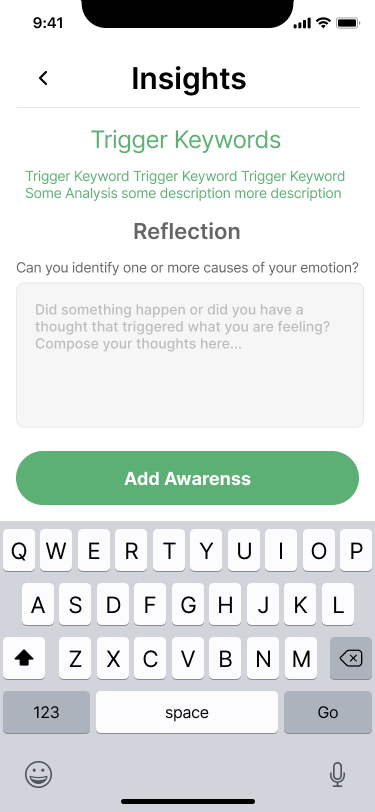 9:41
Insights
Trigger Keywords
Trigger Keyword Trigger Keyword Trigger Keyword
Some Analysis some description more description
Reflection
Can you identify one or more causes of your emotion?
Did something happen or did you have a
thought that triggered what you are feeling?
Compose your thoughts here...
Add Awarenss
Q W E R T Y U I O P
A S D F G H J K L
Z X C V B N M
123 space Go